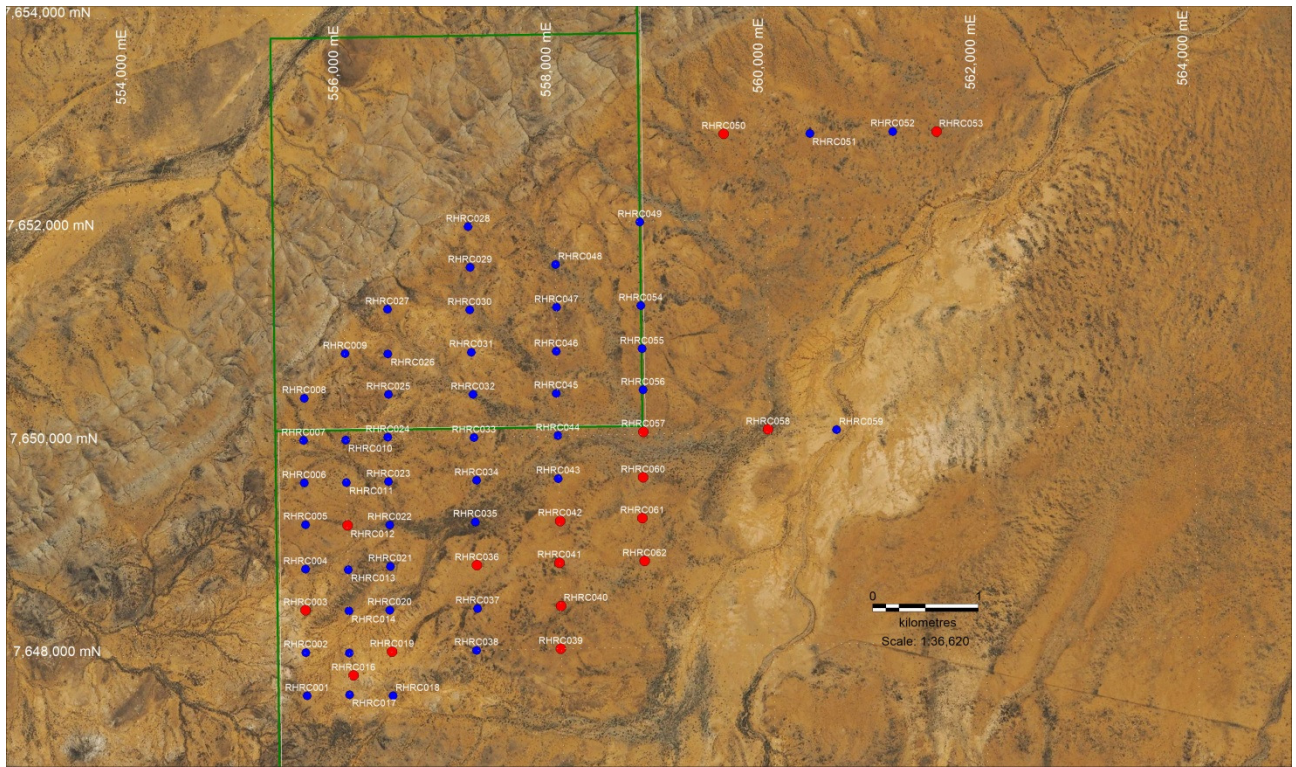 7,654,000 mN
554,000 mE
556,000 mE
558,000 mE
560,000 mE
562,000 mE
564,000 mE
RHRC050
RHRC051
RHRC052
RHRC053
7,652,000 mN
RHRC028
RHRC049
RHRC029
RHRC048
RHRC027
RHRC030
RHRC047
RHRC054
RHRC009
RHRC026
RHRC031
RHRC046
RHRC055
RHRC008
RHRC025
RHRC032
RHRC045
RHRC056
7,650,000 mN
RHRC007
RHRC010
RHRC024
RHRC033
RHRC044
RHRC057
RHRC058
RHRC059
RHRC006
RHRC011
RHRC023
RHRC034
RHRC043
RHRC060
RHRC005
RHRC012
RHRC022
RHRC035
RHRC042
RHRC061
RHRC004
RHRC013
RHRC021
RHRC036
RHRC041
RHRC062
RHRC003
RHRC014
RHRC020
RHRC037
RHRC040
0 1
kilometres
Scale: 1:36,620
7,648,000 mN
RHRC002
RHRC019
RHRC038
RHRC039
RHRC016
RHRC001
RHRC017
RHRC018